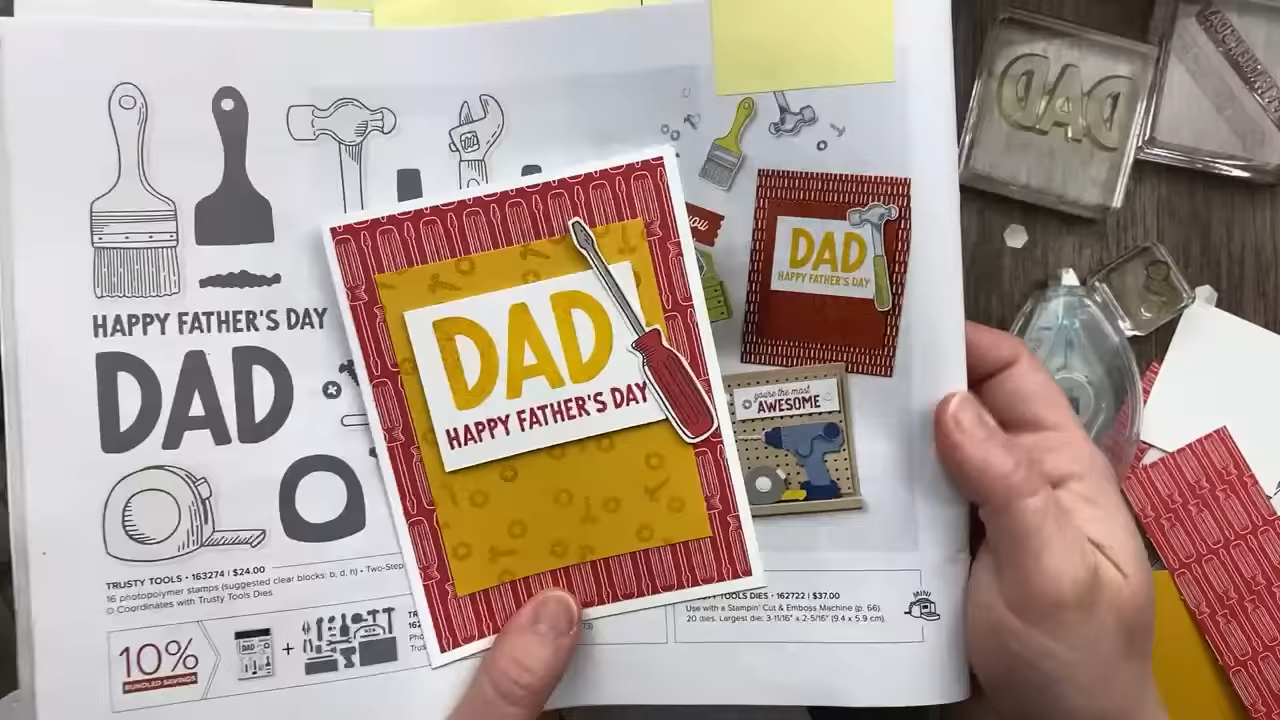 HAPPY FATHER'S DAY
DAD
TRUSTY TOOLS • 163274 | $24.00
16 photopolymer stamps (suggested clear blocks: b, d, h) • Two-Step
Coordinates with Trusty Tools Dies
10%
BUNDLED SAVINGS
+
DAD
HAPPY FATHER'S DAY
you
DAD
HAPPY FATHER'S DAY
you're the most
AWESOME
TOOLS DIES • 162722 | $37.00
Use with a Stampin' Cut & Emboss Machine (p. 66).
20 dies. Largest die: 3-11/16" x 2-5/16" (9.4 x 5.9 cm).
MINI
DAD